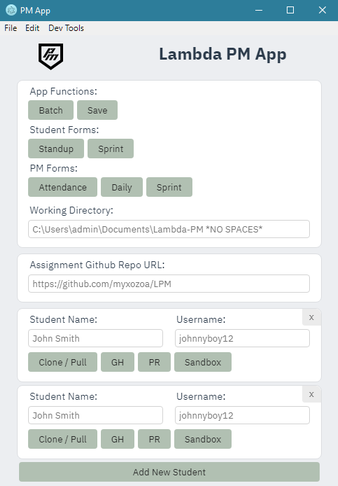 PM App
File Edit Dev Tools
PM Lambda PM App
App Functions:
Batch Save
Student Forms:
Standup Sprint
PM Forms:
Attendance Daily Sprint
Working Directory:
C:\Users\admin\Documents\Lambda-PM *NO SPACES*
Assignment Github Repo URL:
https://github.com/myxozoa/LPM
x
Student Name: Username:
John Smith johnnyboy12
Clone / Pull GH PR Sandbox
x
Student Name: Username:
John Smith johnnyboy12
Clone / Pull GH PR Sandbox
Add New Student